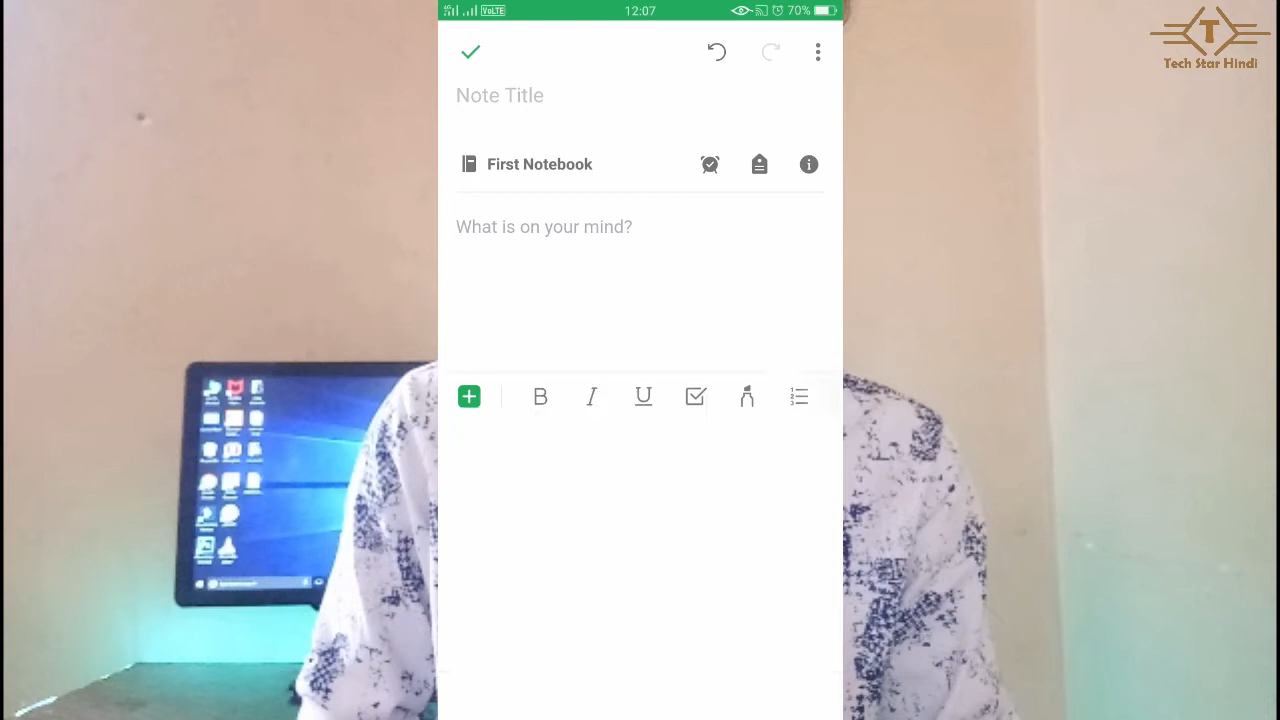 VoLTE 12:07 70%
T
Tech Star Hindi
Note Title
First Notebook
What is on your mind?
B I U